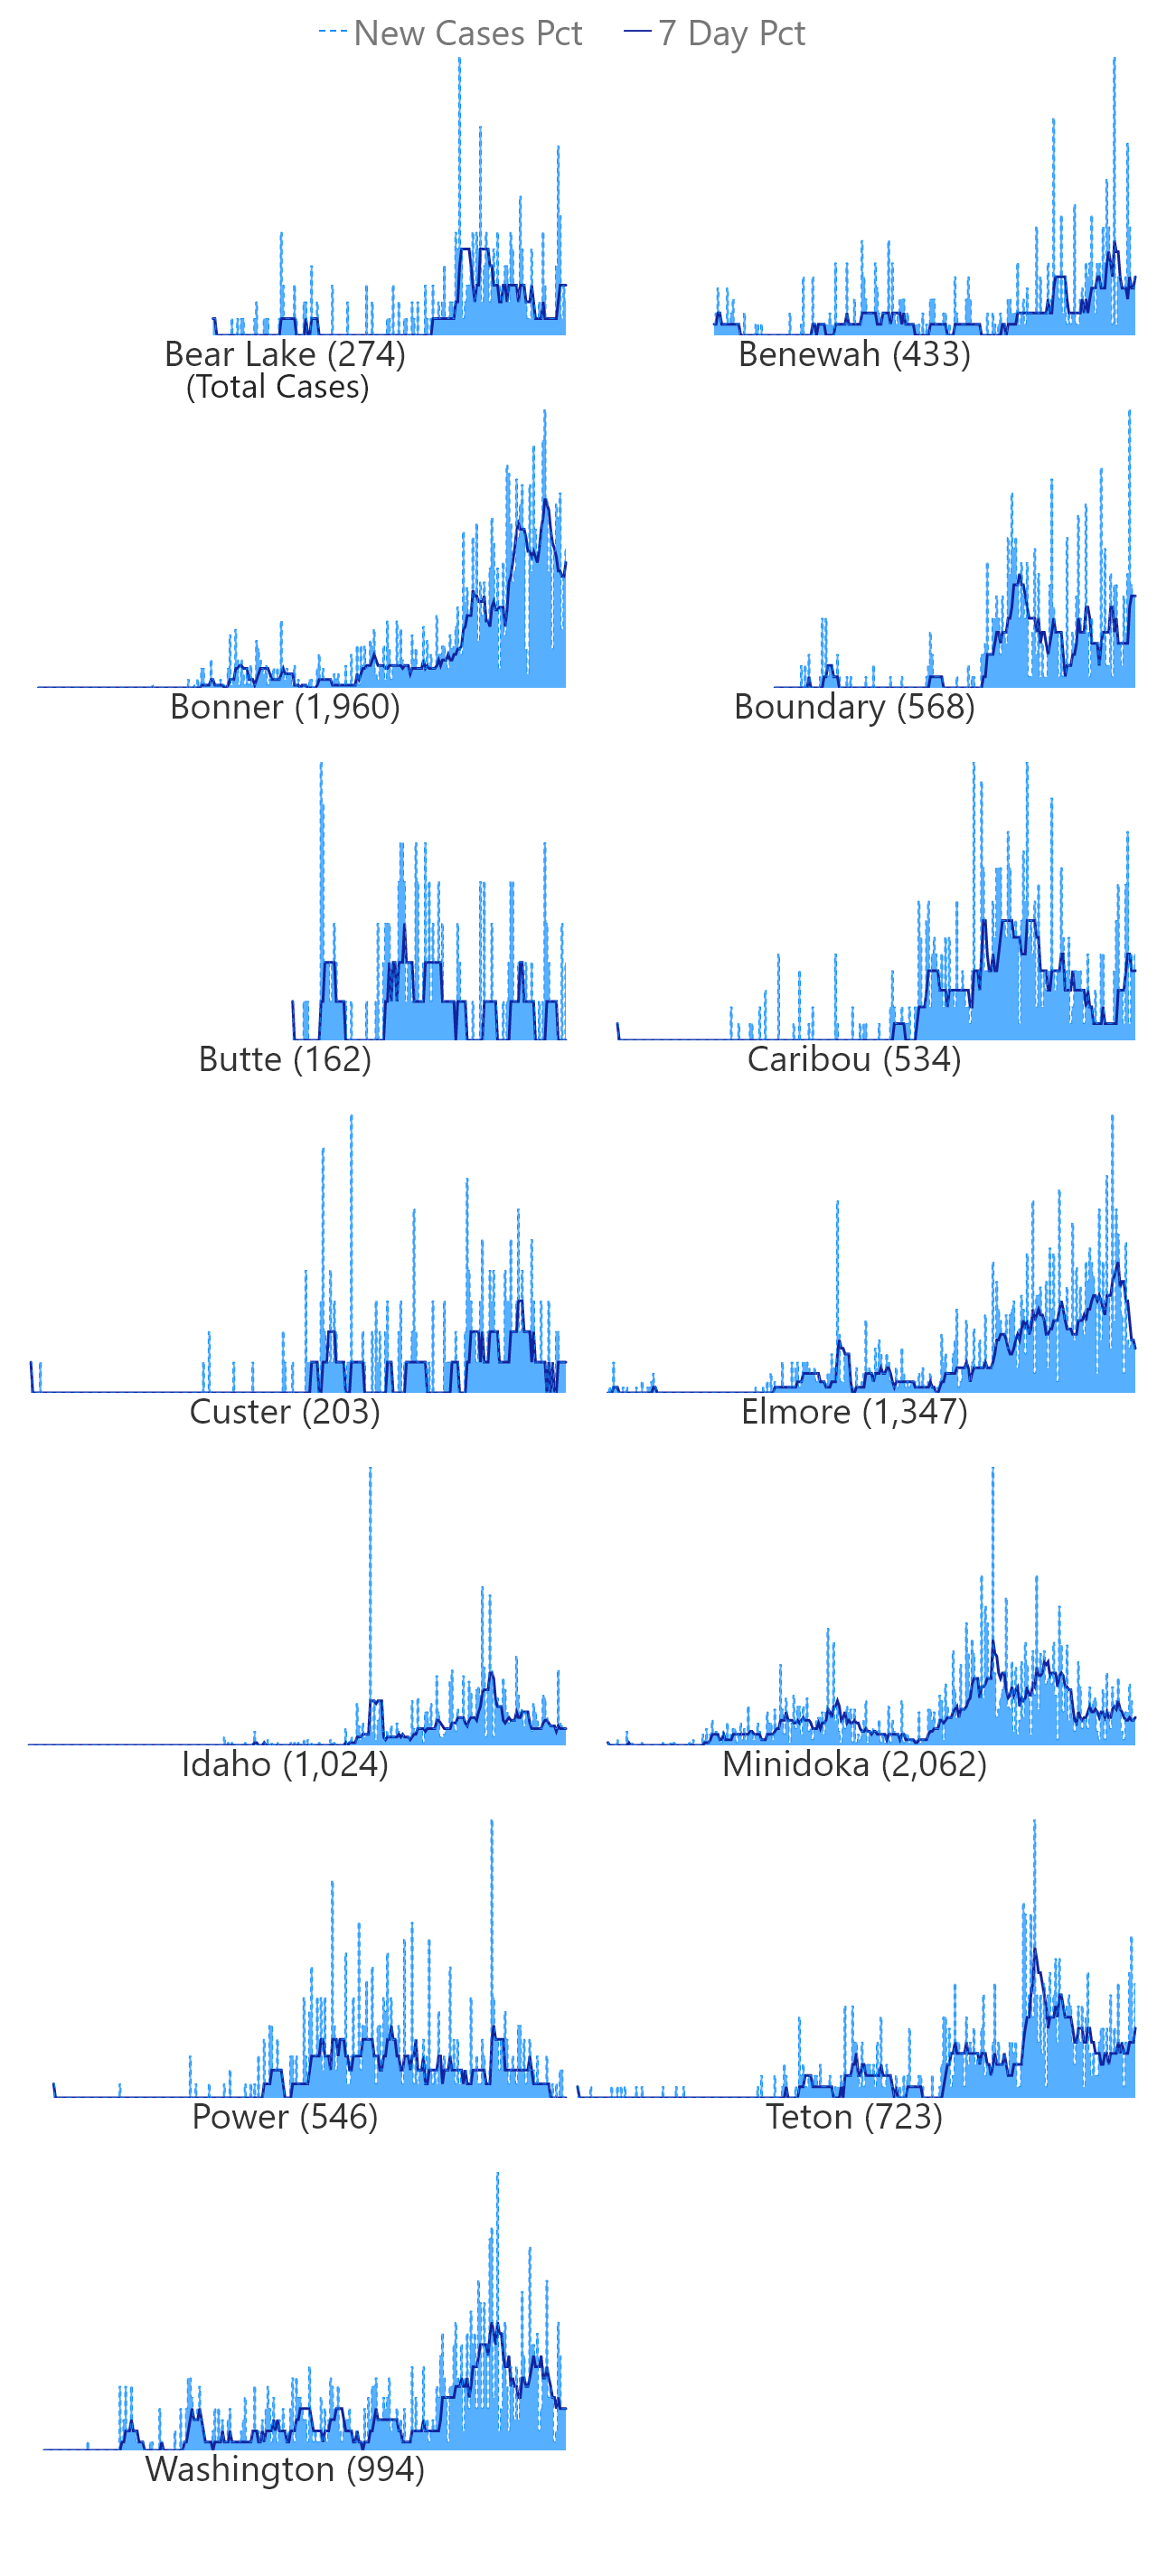 New Cases Pct 7 Day Pct
Bear Lake (274) Benewah (433)
(Total Cases)
Bonner (1,960) Boundary (568)
Butte (162) Caribou (534)
Custer (203) Elmore (1,347)
Idaho (1,024) Minidoka (2,062)
Power (546) Teton (723)
Washington (994)